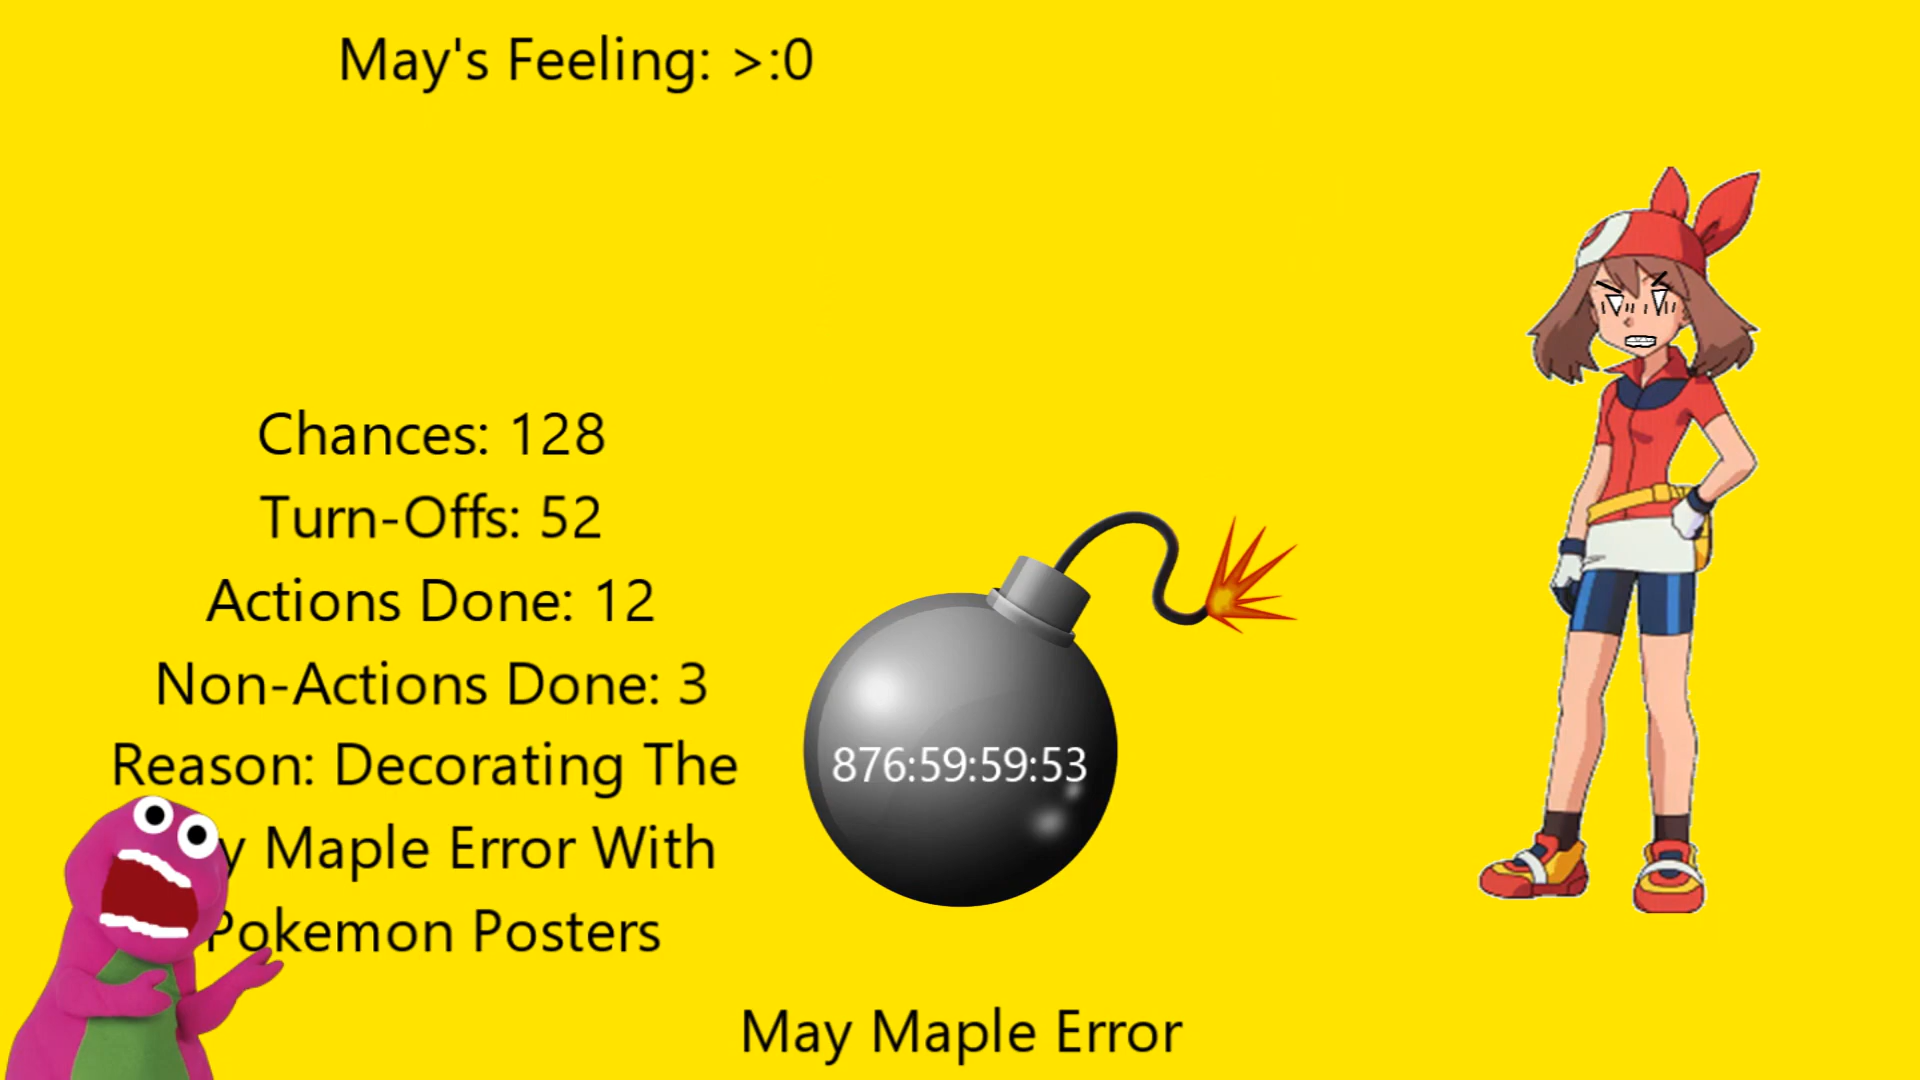 May's Feeling: >:0
Chances: 128
Turn-Offs: 52
Actions Done: 12
Non-Actions Done: 3
Reason: Decorating The
y Maple Error With
Pokemon Posters
876:59:59:53
May Maple Error